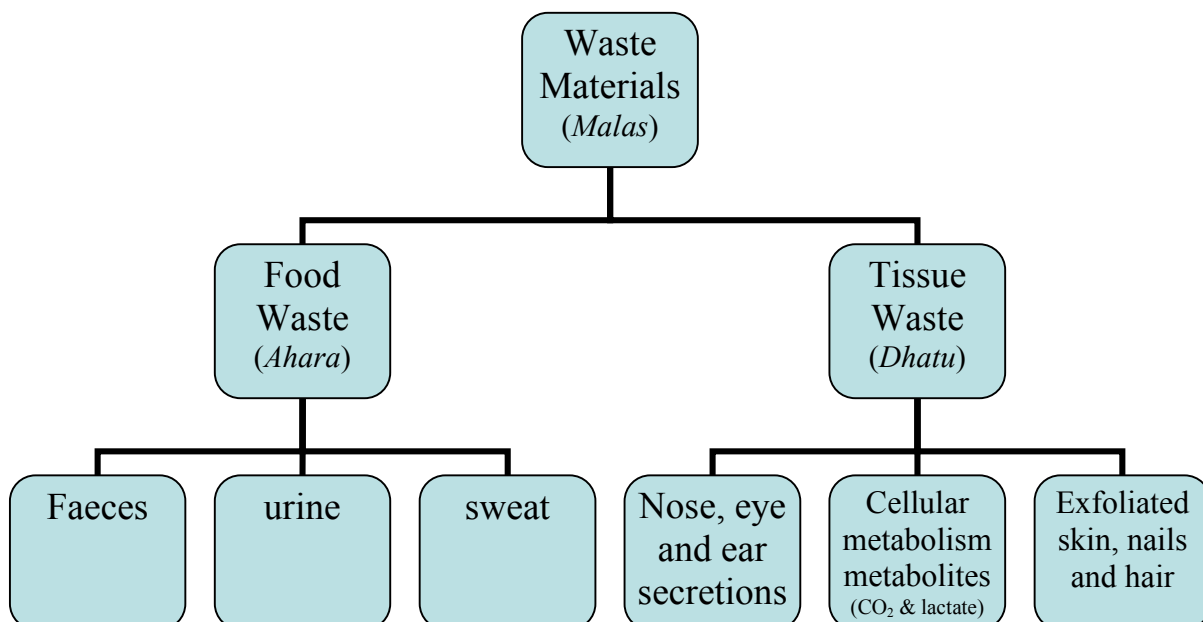 Waste
Materials
(Malas)
Food
Waste
(Ahara)
Tissue
Waste
(Dhatu)
Faeces
urine
sweat
Nose, eye
and ear
secretions
Cellular
metabolism
metabolites
(CO₂ & lactate)
Exfoliated
skin, nails
and hair